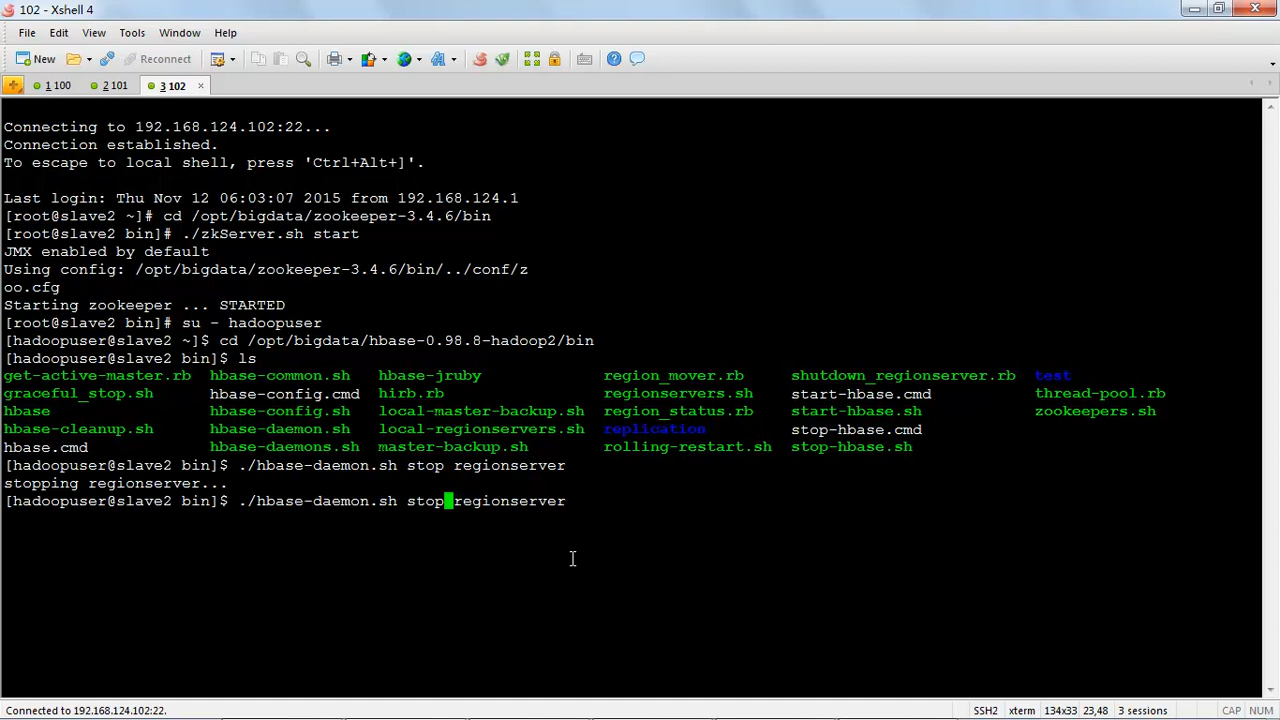 102 - Xshell 4
File Edit View Tools Window Help
New Reconnect
1 100 2 101 3 102 ×
Connecting to 192.168.124.102:22...
Connection established.
To escape to local shell, press 'Ctrl+Alt+]'.
Last login: Thu Nov 12 06:03:07 2015 from 192.168.124.1
[root@slave2 ~]# cd /opt/bigdata/zookeeper-3.4.6/bin
[root@slave2 bin]# ./zkServer.sh start
JMX enabled by default
Using config: /opt/bigdata/zookeeper-3.4.6/bin/../conf/z
oo.cfg
Starting zookeeper ... STARTED
[root@slave2 bin]# su - hadoopuser
[hadoopuser@slave2 ~]$ cd /opt/bigdata/hbase-0.98.8-hadoop2/bin
[hadoopuser@slave2 bin]$ ls
get-active-master.rb hbase-common.sh hbase-jruby region_mover.rb shutdown_regionserver.rb test
graceful_stop.sh hbase-config.cmd hirb.rb regionservers.sh start-hbase.cmd thread-pool.rb
hbase hbase-config.sh local-master-backup.sh region_status.rb start-hbase.sh zookeepers.sh
hbase-cleanup.sh hbase-daemon.sh local-regionservers.sh replication stop-hbase.cmd
hbase.cmd hbase-daemons.sh master-backup.sh rolling-restart.sh stop-hbase.sh
[hadoopuser@slave2 bin]$ ./hbase-daemon.sh stop regionserver
stopping regionserver...
[hadoopuser@slave2 bin]$ ./hbase-daemon.sh stop regionserver
Connected to 192.168.124.102:22. SSH2 xterm 134x33 23,48 3 sessions CAP NUM